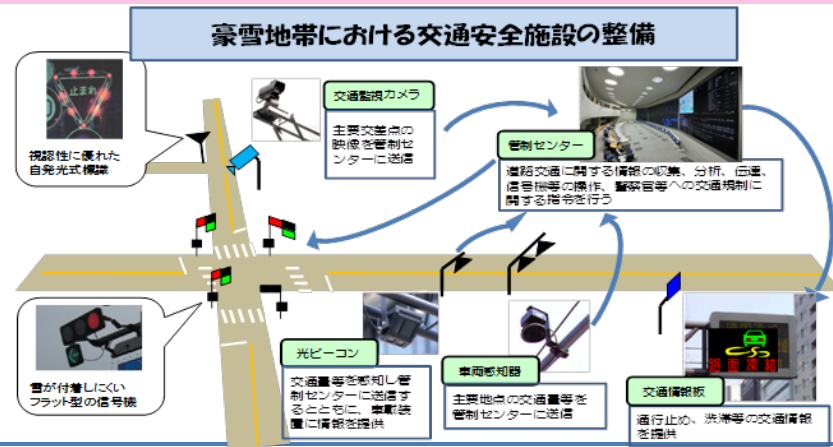 豪雪地帯における交通安全施設の整備
止まれ
視認性に優れた
自発光式標識
交通監視カメラ
主要交差点の
映像を管制セ
ンターに送信
管制センター
道路交通に関する情報の収集、分析、伝達、
信号機等の操作、警察官等への交通規制に
関する指令を行う
雪が付着しにくい
フラット型の信号機
光ビーコン
交通量等を感知し管
制センターに送信す
るとともに、車載装
置に情報を提供
車両感知器
主要地点の交通量等を
管制センターに送信
路面凍結
交通情報板
通行止め、渋滞等の交通情報
を提供